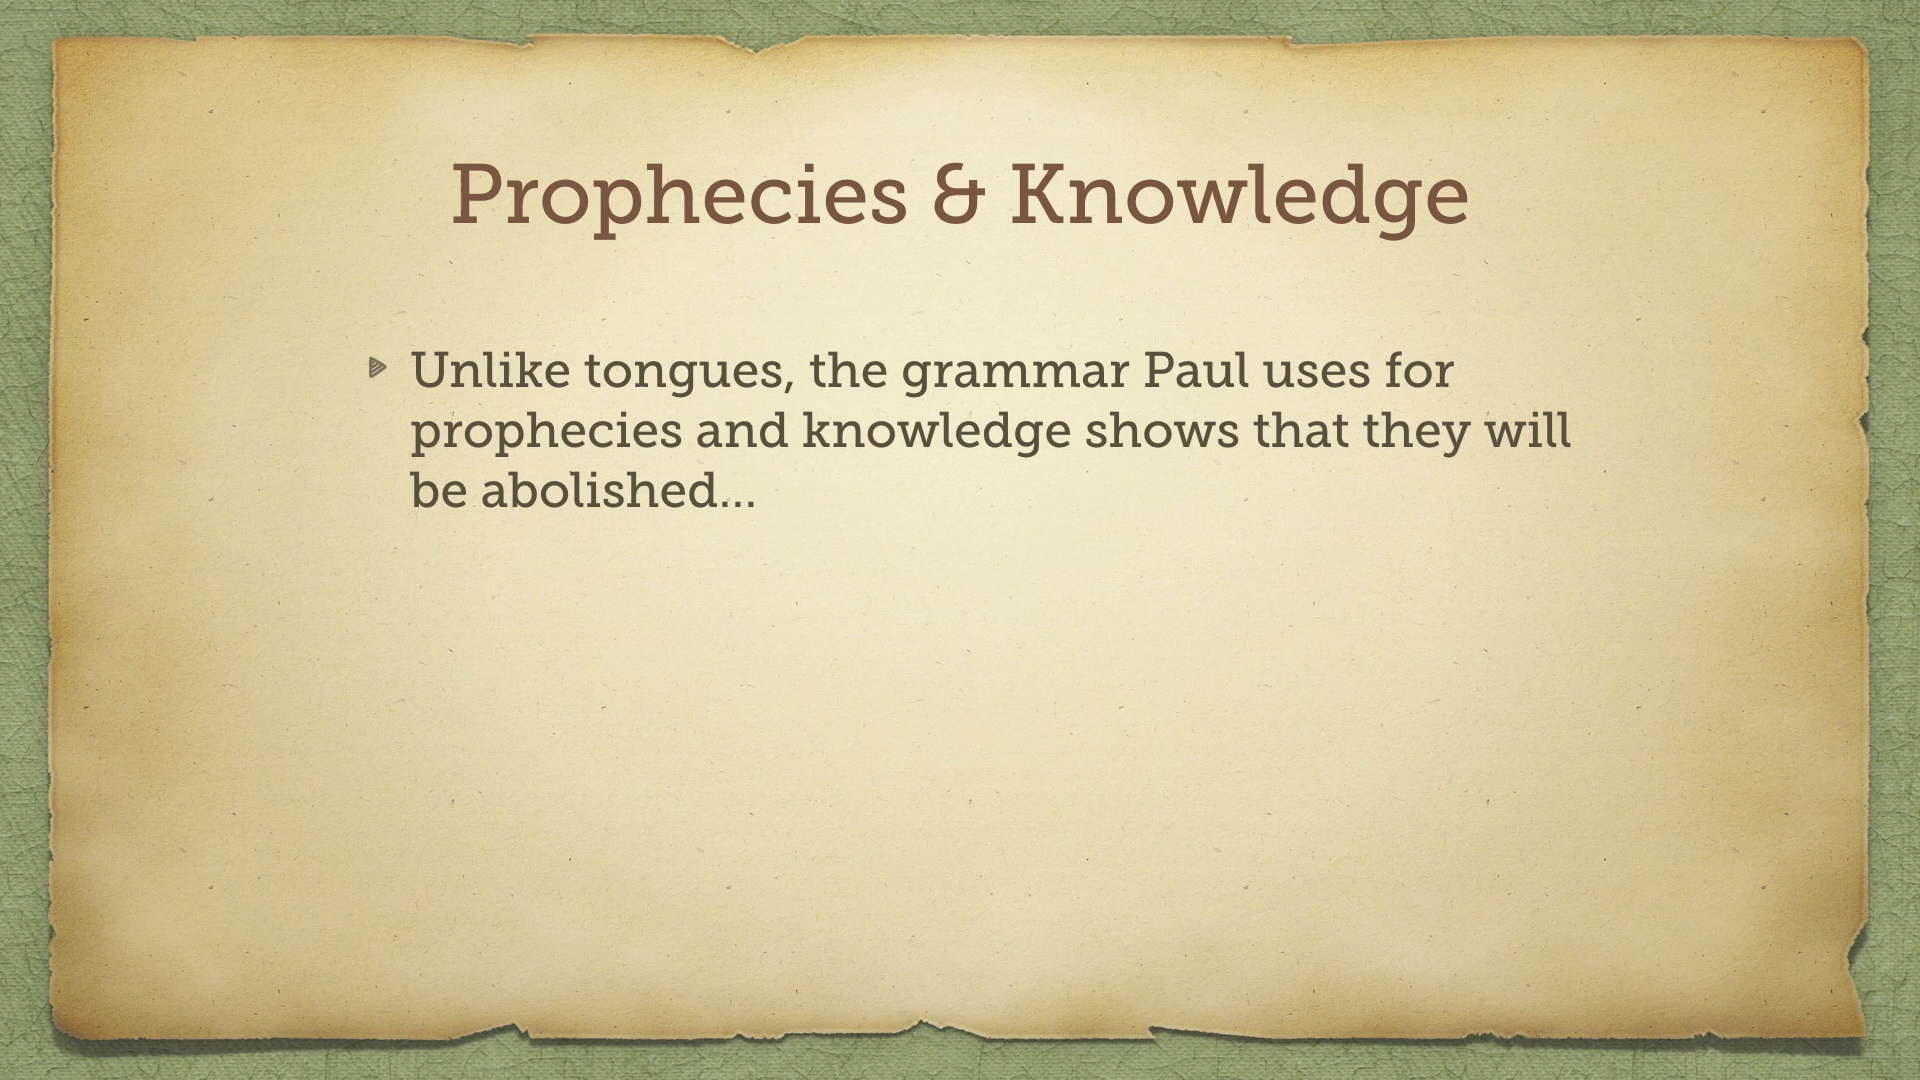 Prophecies & Knowledge
Unlike tongues, the grammar Paul uses for
prophecies and knowledge shows that they will
be abolished…